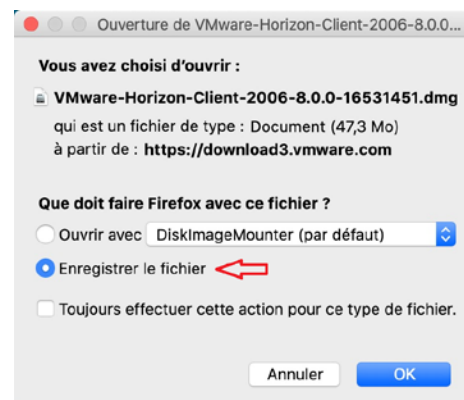 Ouverture de VMware-Horizon-Client-2006-8.0.0...
Vous avez choisi d'ouvrir :
VMware-Horizon-Client-2006-8.0.0-16531451.dmg
qui est un fichier de type : Document (47,3 Mo)
à partir de : https://download3.vmware.com
Que doit faire Firefox avec ce fichier ?
Ouvrir avec DiskImageMounter (par défaut)
Enregistrer le fichier
Toujours effectuer cette action pour ce type de fichier.
Annuler OK